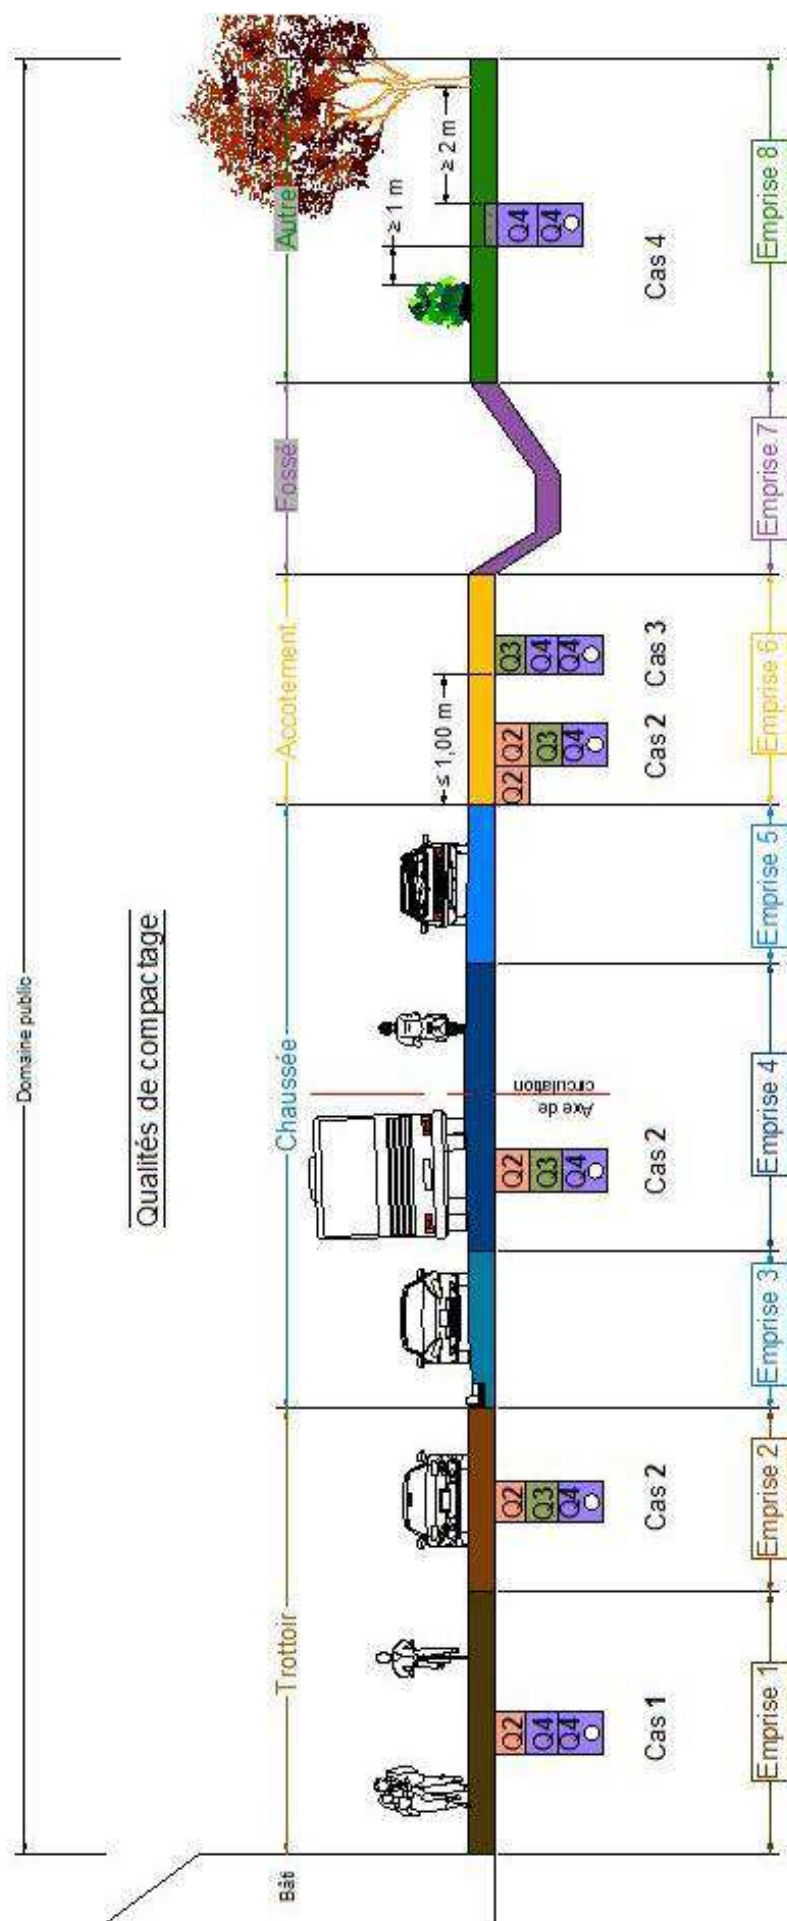 Domaine public
Qualités de compactage
Bâti
Trottoir
Chaussée
Accotement
Fossé
Autre
≤ 1,00 m
≥ 1 m
≥ 2 m
Axe de
circulation
Q2
Q4
Q4
Q2
Q3
Q4
Q2
Q3
Q4
Q2
Q2
Q3
Q4
Q3
Q4
Q4
Q4
Q4
Cas 1
Cas 2
Cas 2
Cas 2
Cas 3
Cas 4
Emprise 1
Emprise 2
Emprise 3
Emprise 4
Emprise 5
Emprise 6
Emprise 7
Emprise 8